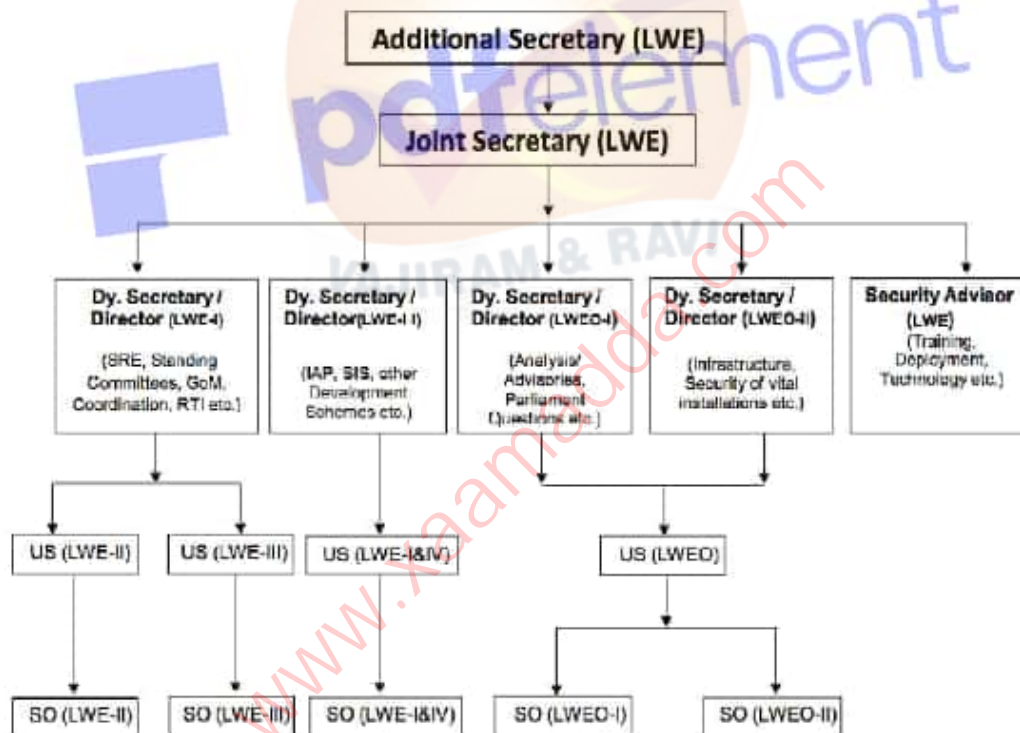 Additional Secretary (LWE)
pdfelement
Joint Secretary (LWE)
VAJIRAM & RAVI
Dy. Secretary /
Director (LWE-I)
(SRE, Standing
Committees, GoM,
Coordination, RTI etc.)
Dy. Secretary /
Director(LWE-I I)
(IAP, SIS, other
Development
Schemes etc.)
Dy. Secretary /
Director (LWEO-I)
(Analysis/
Advisories,
Parliament
Questions etc.)
Dy. Secretary /
Director (LWEO-II)
(Infrastructure,
Security of vital
installations etc.)
Security Advisor
(LWE)
(Training,
Deployment,
Technology etc.)
US (LWE-II)
US (LWE-III)
US (LWE-I&IV)
US (LWEO)
SO (LWE-II)
SO (LWE-III)
SO (LWE-I&IV)
SO (LWEO-I)
SO (LWEO-II)
www.xaamadda.com